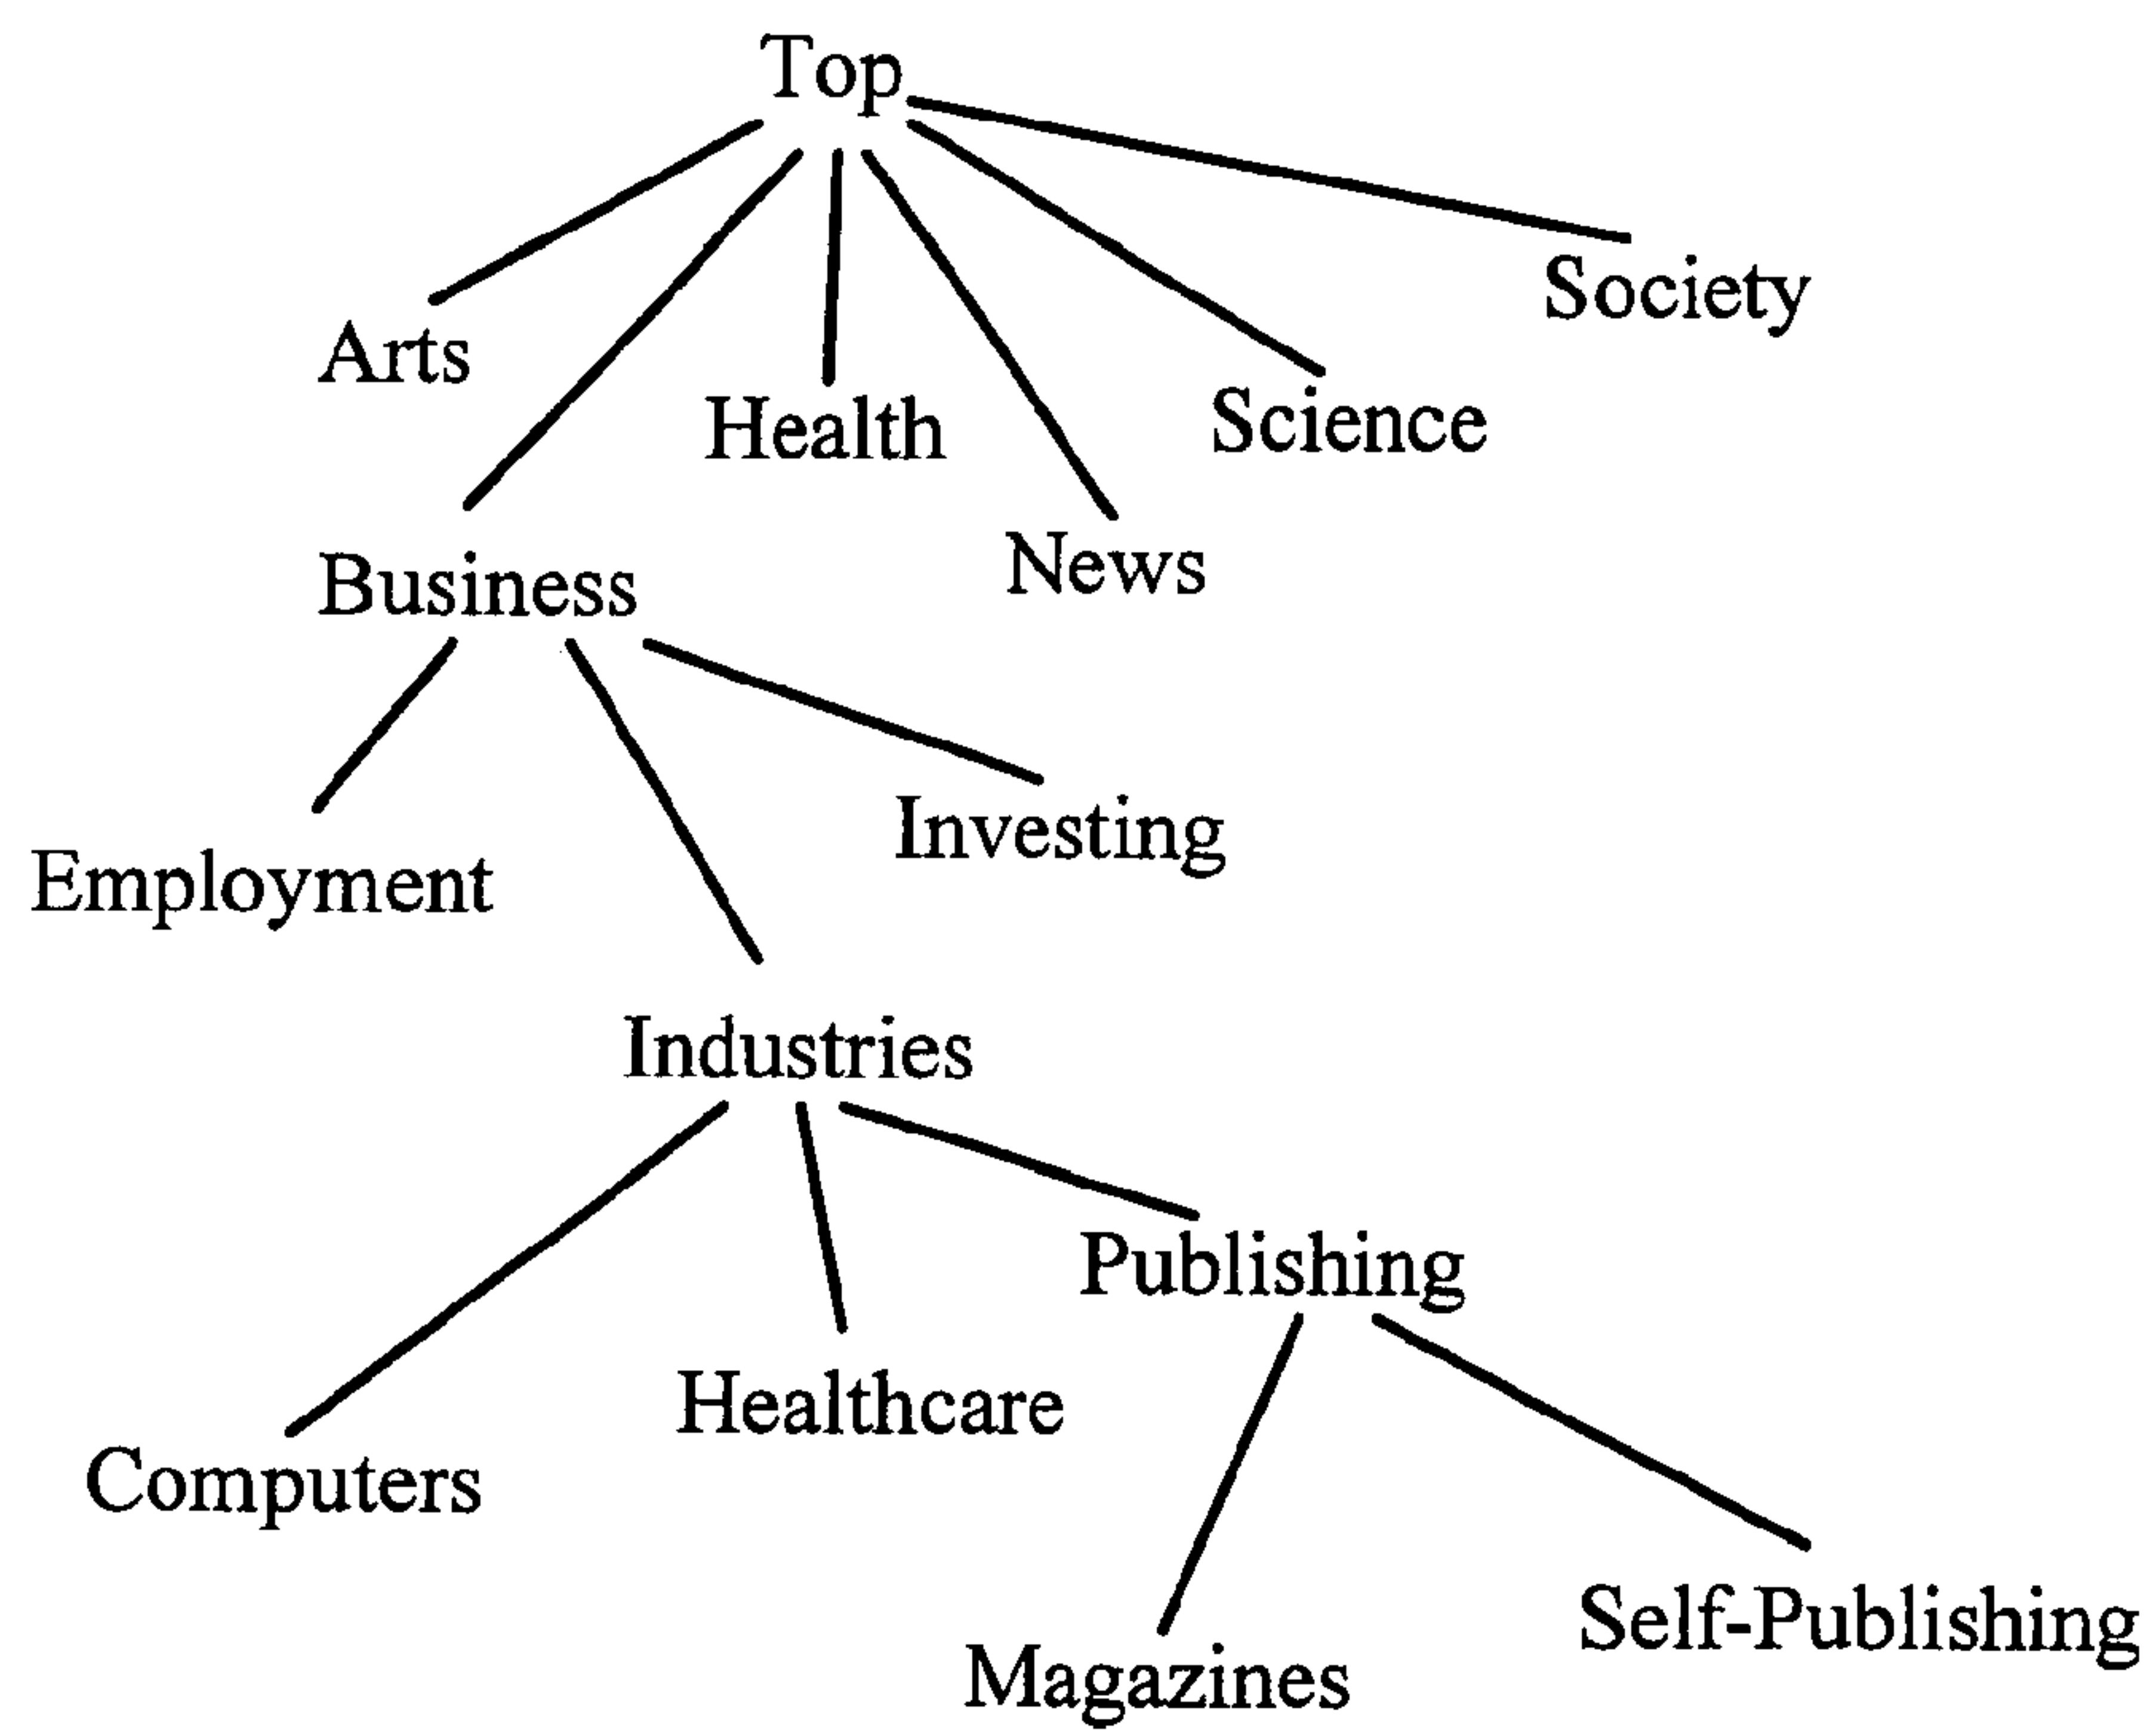 Top
Society
Arts
Health
Science
Business
News
Investing
Employment
Industries
Publishing
Healthcare
Computers
Self-Publishing
Magazines